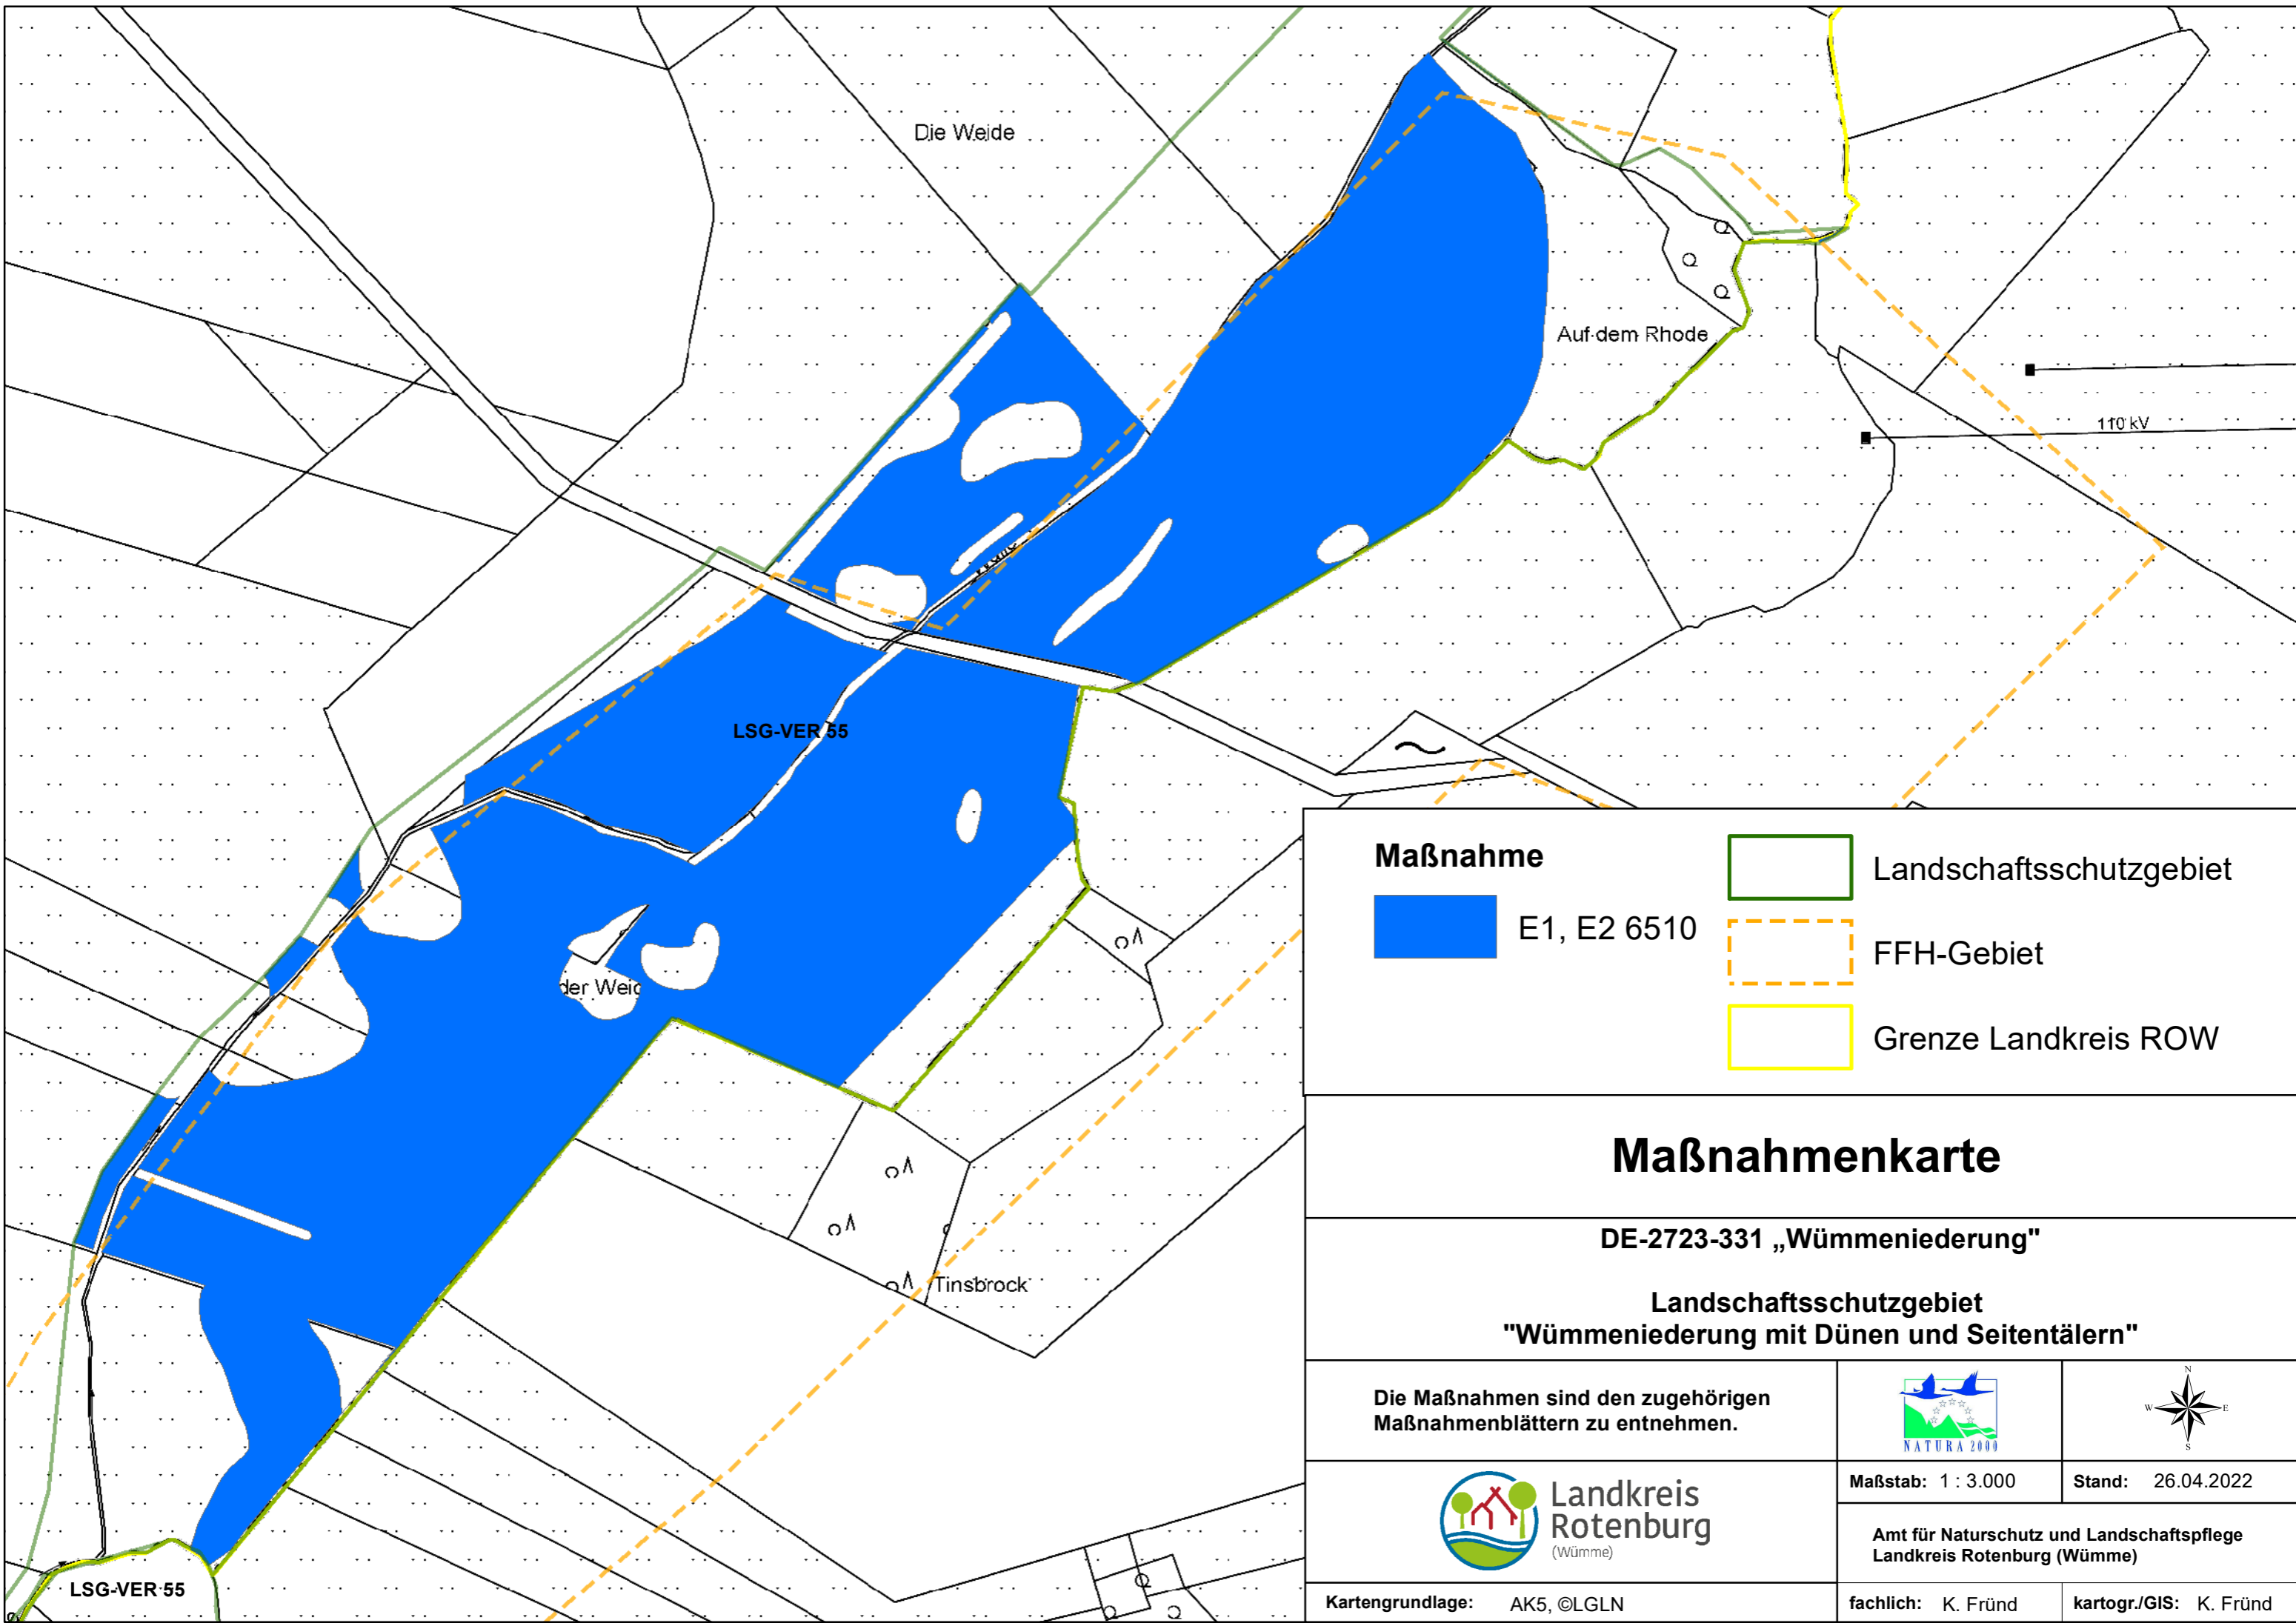 Die Weide
Auf dem Rhode
110 kV
LSG-VER 55
der Weid
Tinsbrock
LSG-VER 55
Maßnahme
E1, E2 6510
Landschaftsschutzgebiet
FFH-Gebiet
Grenze Landkreis ROW
Maßnahmenkarte
DE-2723-331 „Wümmeniederung"
Landschaftsschutzgebiet
"Wümmeniederung mit Dünen und Seitentälern"
Die Maßnahmen sind den zugehörigen
Maßnahmenblättern zu entnehmen.
NATURA 2000
N
W
E
S
Landkreis
Rotenburg
(Wümme)
Maßstab: 1 : 3.000
Stand: 26.04.2022
Amt für Naturschutz und Landschaftspflege
Landkreis Rotenburg (Wümme)
Kartengrundlage: AK5, ©LGLN
fachlich: K. Fründ
kartogr./GIS: K. Fründ